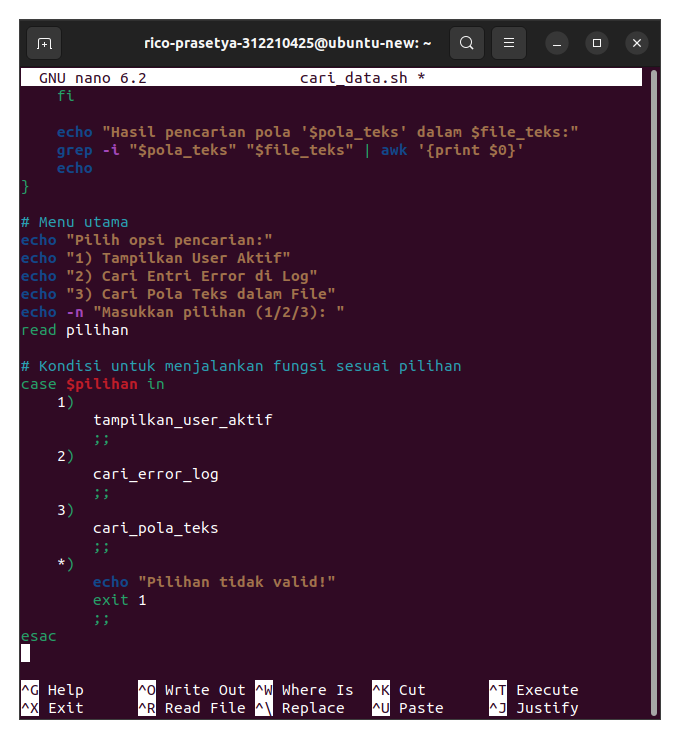 rico-prasetya-312210425@ubuntu-new: ~
GNU nano 6.2 cari_data.sh *
    fi

    echo "Hasil pencarian pola '$pola_teks' dalam $file_teks:"
    grep -i "$pola_teks" "$file_teks" | awk '{print $0}'
    echo
}

# Menu utama
echo "Pilih opsi pencarian:"
echo "1) Tampilkan User Aktif"
echo "2) Cari Entri Error di Log"
echo "3) Cari Pola Teks dalam File"
echo -n "Masukkan pilihan (1/2/3): "
read pilihan

# Kondisi untuk menjalankan fungsi sesuai pilihan
case $pilihan in
    1)
        tampilkan_user_aktif
        ;;
    2)
        cari_error_log
        ;;
    3)
        cari_pola_teks
        ;;
    *)
        echo "Pilihan tidak valid!"
        exit 1
        ;;
esac

^G Help ^O Write Out ^W Where Is ^K Cut ^T Execute
^X Exit ^R Read File ^\ Replace ^U Paste ^J Justify